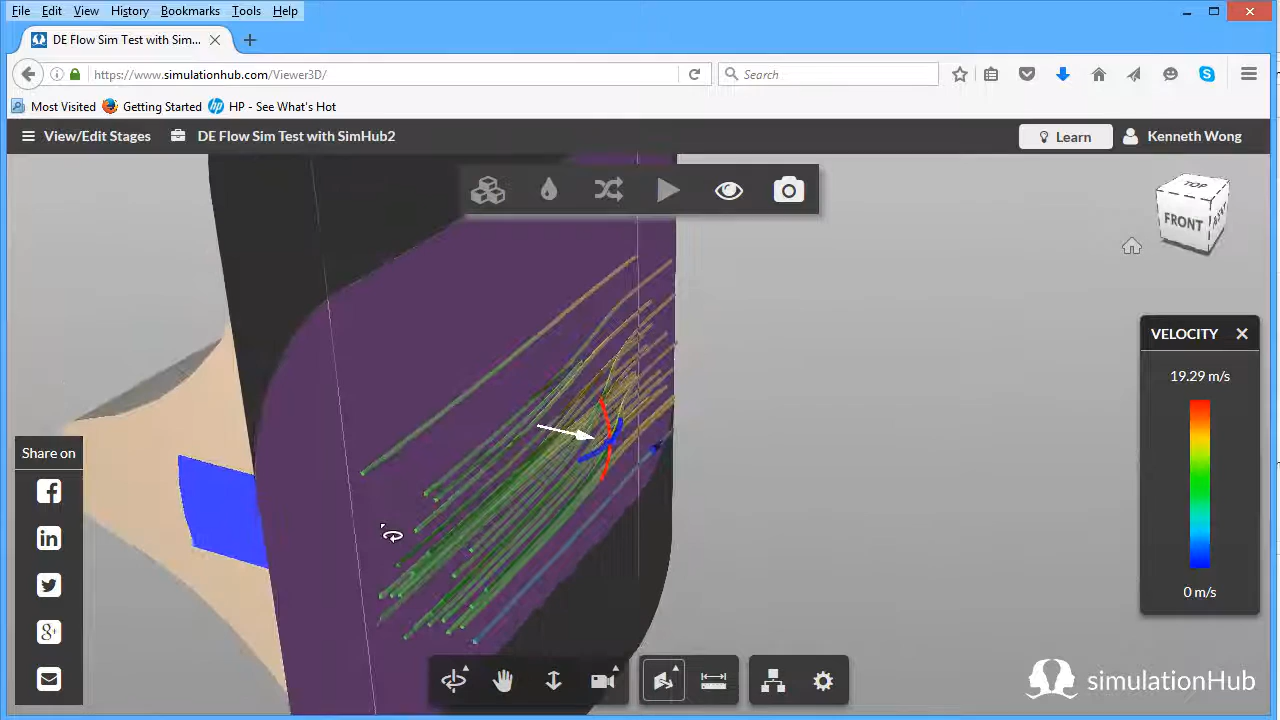 File Edit View History Bookmarks Tools Help
DE Flow Sim Test with Sim...
https://www.simulationhub.com/Viewer3D/
Search
Most Visited Getting Started HP - See What's Hot
View/Edit Stages DE Flow Sim Test with SimHub2 Learn Kenneth Wong
TOP
FRONT
VELOCITY
19.29 m/s
0 m/s
Share on
simulationHub